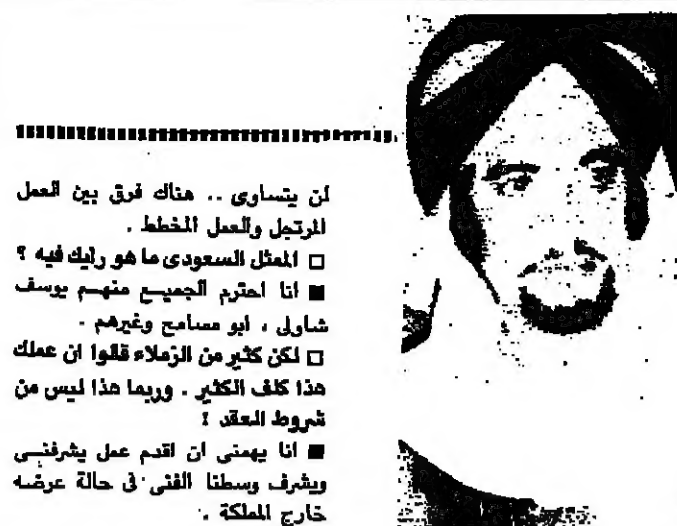 لن يتساوى .. هناك فرق بين العمل
المرتجل والعمل المخطط .
□ الممثل السعودى ما هو رايك فيه ؟
■ انا احترم الجميع منهم يوسف
شاولى ، ابو مسامح وغيرهم .
□ لكن كثير من الزملاء قالوا ان عملك
هذا كلف الكثير . وربما هذا ليس من
شروط العقد ؟
■ انا يهمنى ان اقدم عمل يشرفنى
ويشرف وسطنا الفنى فى حالة عرضه
خارج المملكة .